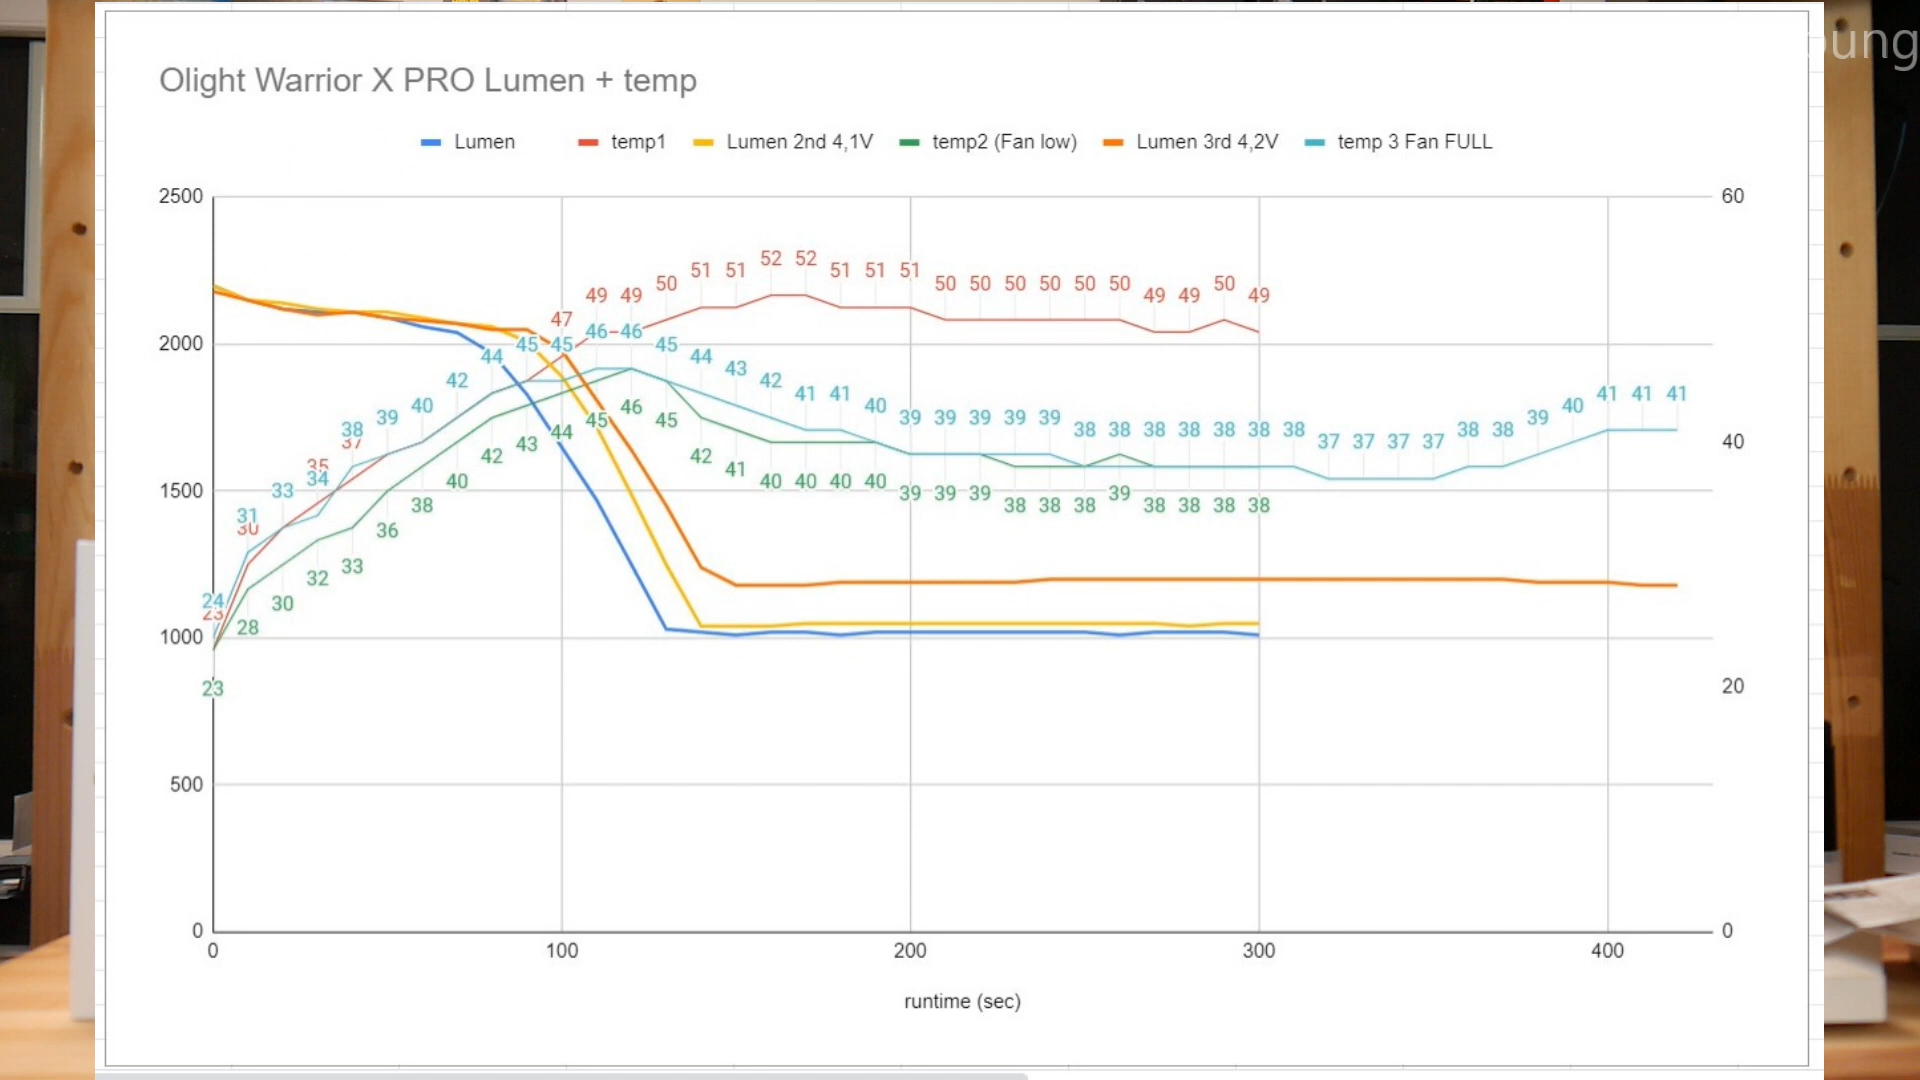 ung
Olight Warrior X PRO Lumen + temp
Lumen temp1 Lumen 2nd 4,1V temp2 (Fan low) Lumen 3rd 4,2V temp 3 Fan FULL
2500 60
52 52
51 51 51 51 51
50 50 50 50 50 50 50 50
49 49 49 49 49
47
2000 46 46
45 45 45
44 44
43
42 42
41 41 41 41 41
40 40 40
39 39 39 39 39 39 39
38 38 38 38 38 38 38 38 38 38
37 37 37 37 37
46
45 45
44
43 40
42 42
41
40 40 40 40 40
1500 39 39 39 39
38 38 38 38 38 38 38 38
36
35
34
33
33
32
31
30
30
28
24
23
1000
23
20
500
0 0
0 100 200 300 400
runtime (sec)